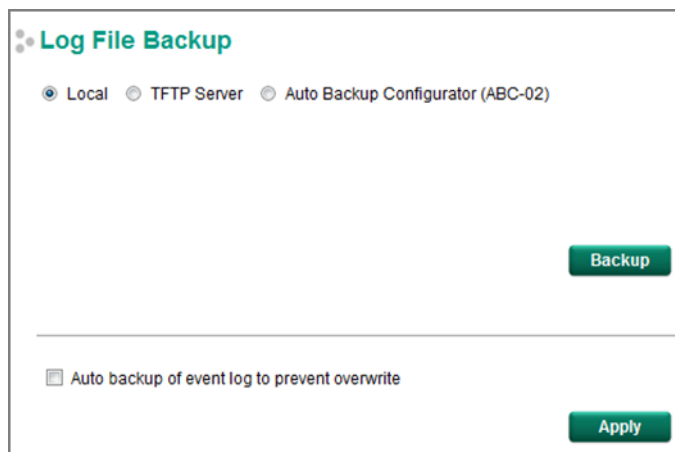 Log File Backup
Local TFTP Server Auto Backup Configurator (ABC-02)
Backup
Auto backup of event log to prevent overwrite
Apply